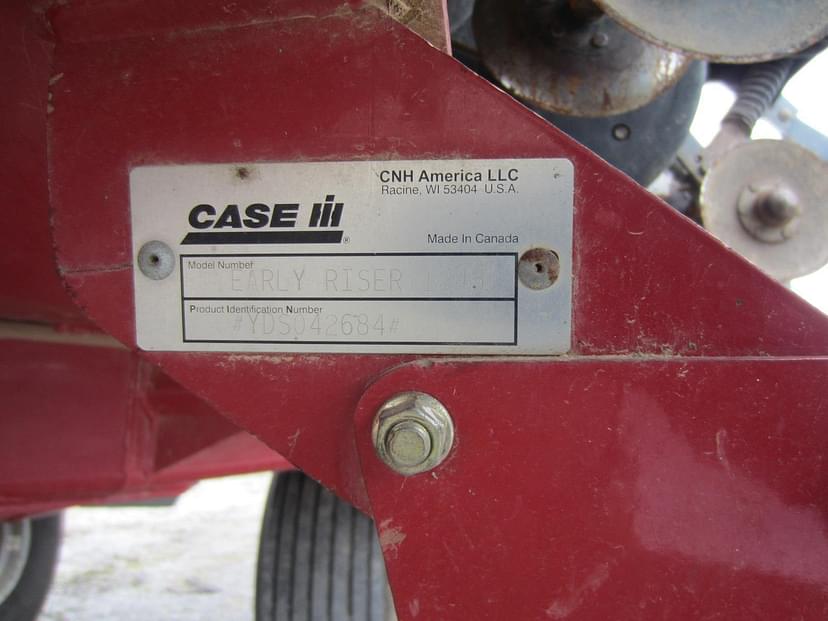 CNH America LLC
Racine, WI 53404 U.S.A.
CASE IH
®
Made In Canada
Model Number
EARLY RISER
Product Identification Number
#YDS042684#